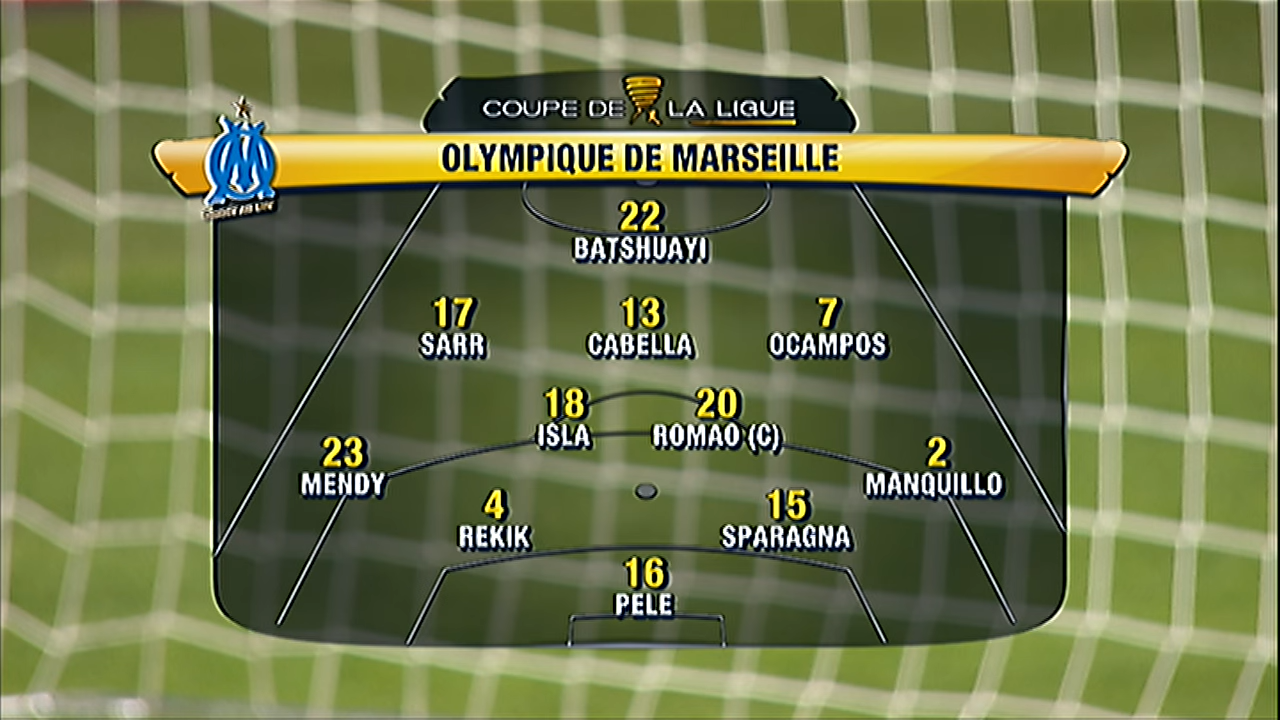 COUPE DE LA LIGUE
OLYMPIQUE DE MARSEILLE
22
BATSHUAYI
17 13 7
SARR CABELLA OCAMPOS
18 20
ISLA ROMAO (C)
23 2
MENDY MANQUILLO
4 15
REKIK SPARAGNA
16
PELE